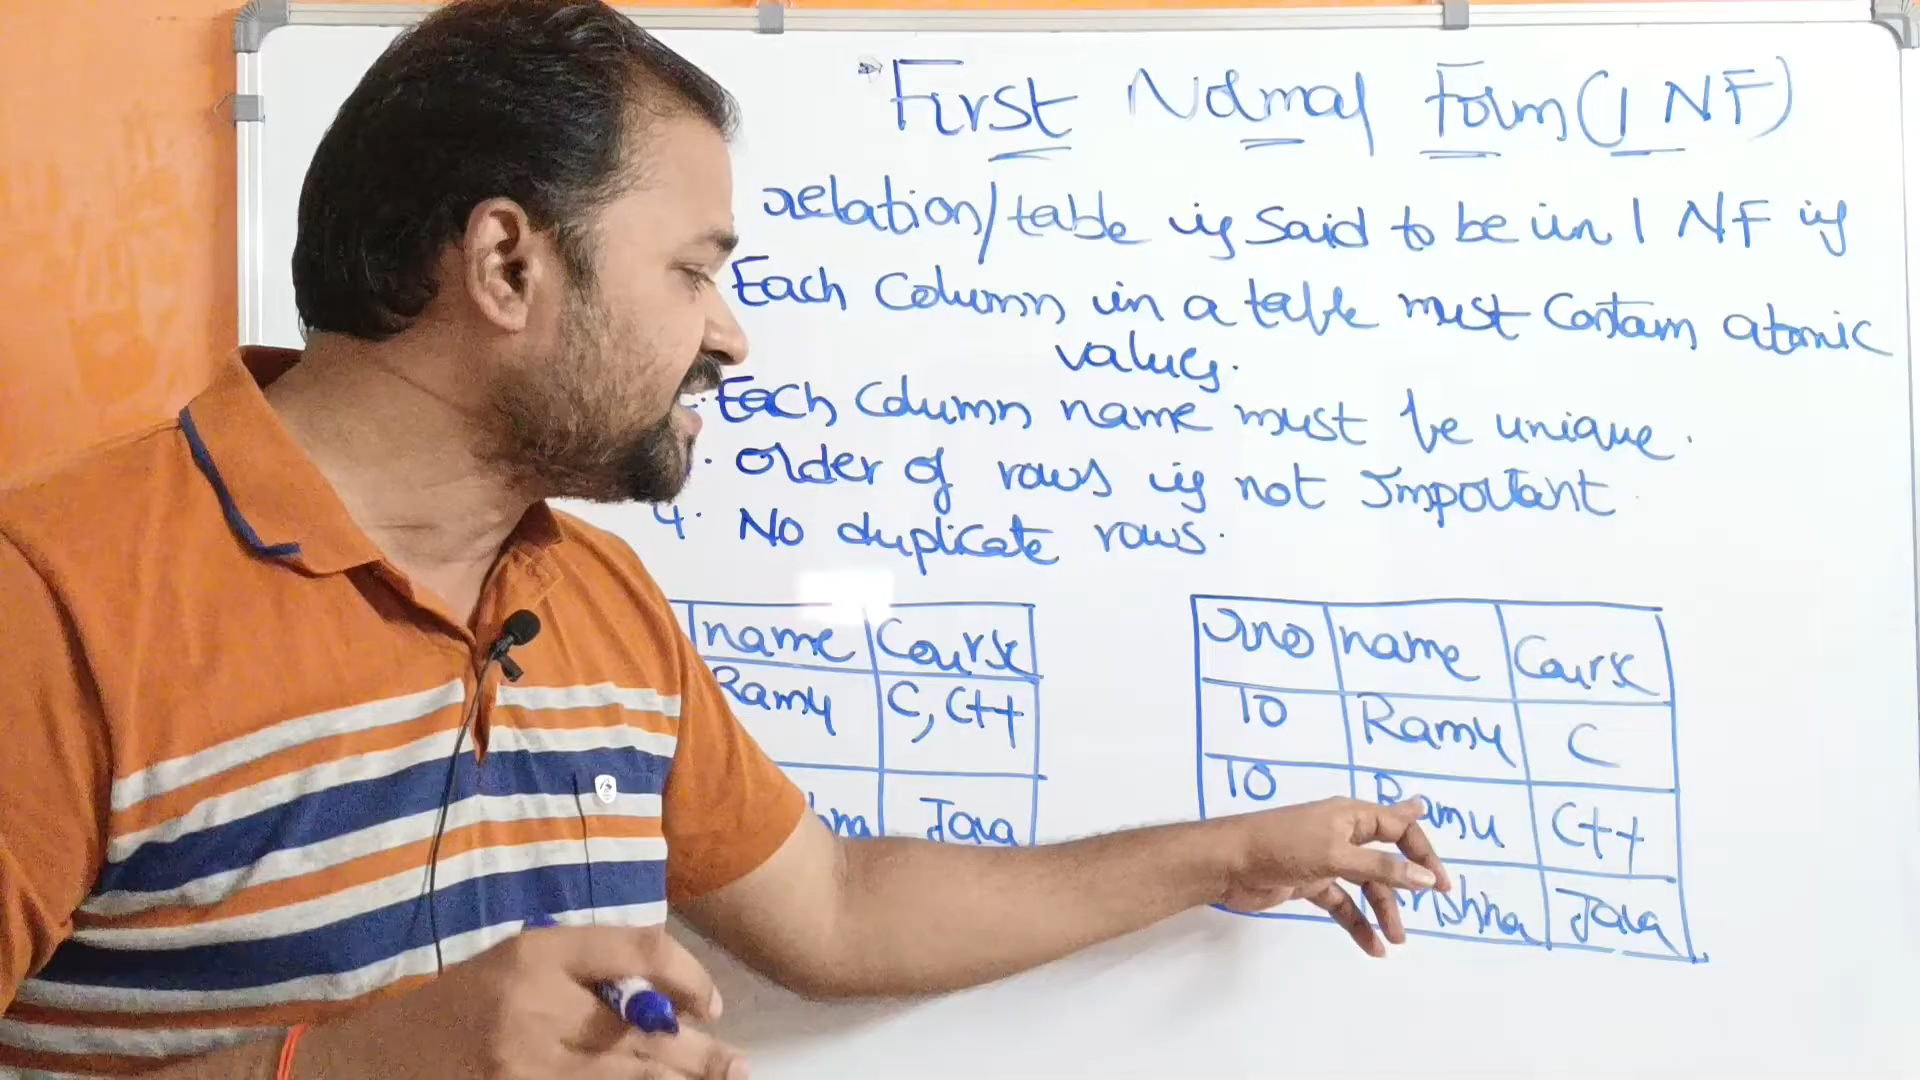 First Normal Form (1 NF)
relation/table is said to be in 1 NF if
Each Column in a table must Contain atomic
values.
Each Column name must be unique.
Order of rows is not Important
4. No duplicate rows.
name Course
Ramu C, C++
Java
Sno name Course
10 Ramu C
10 Ramu C++
Krishna Java